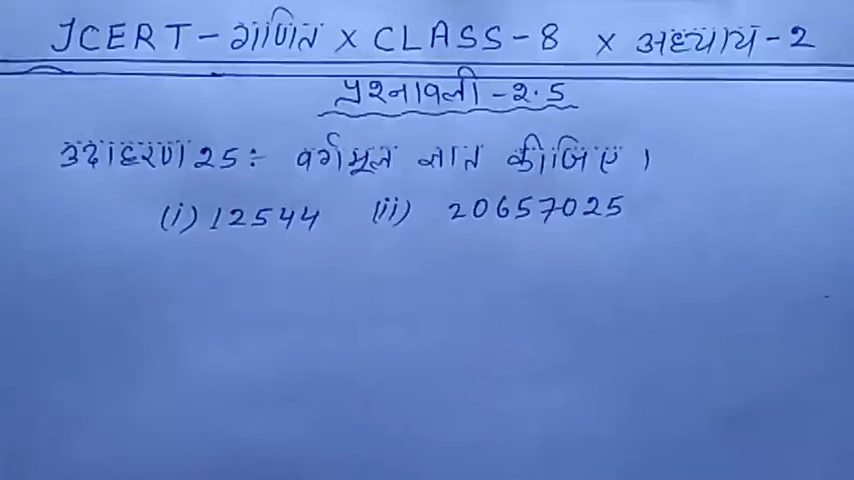 JCERT - गणित × CLASS - 8 × अध्याय - 2
प्रश्नावली - 2.5
उदाहरण 25 :- वर्गमूल ज्ञात कीजिए ।
(i) 12544 (ii) 20657025